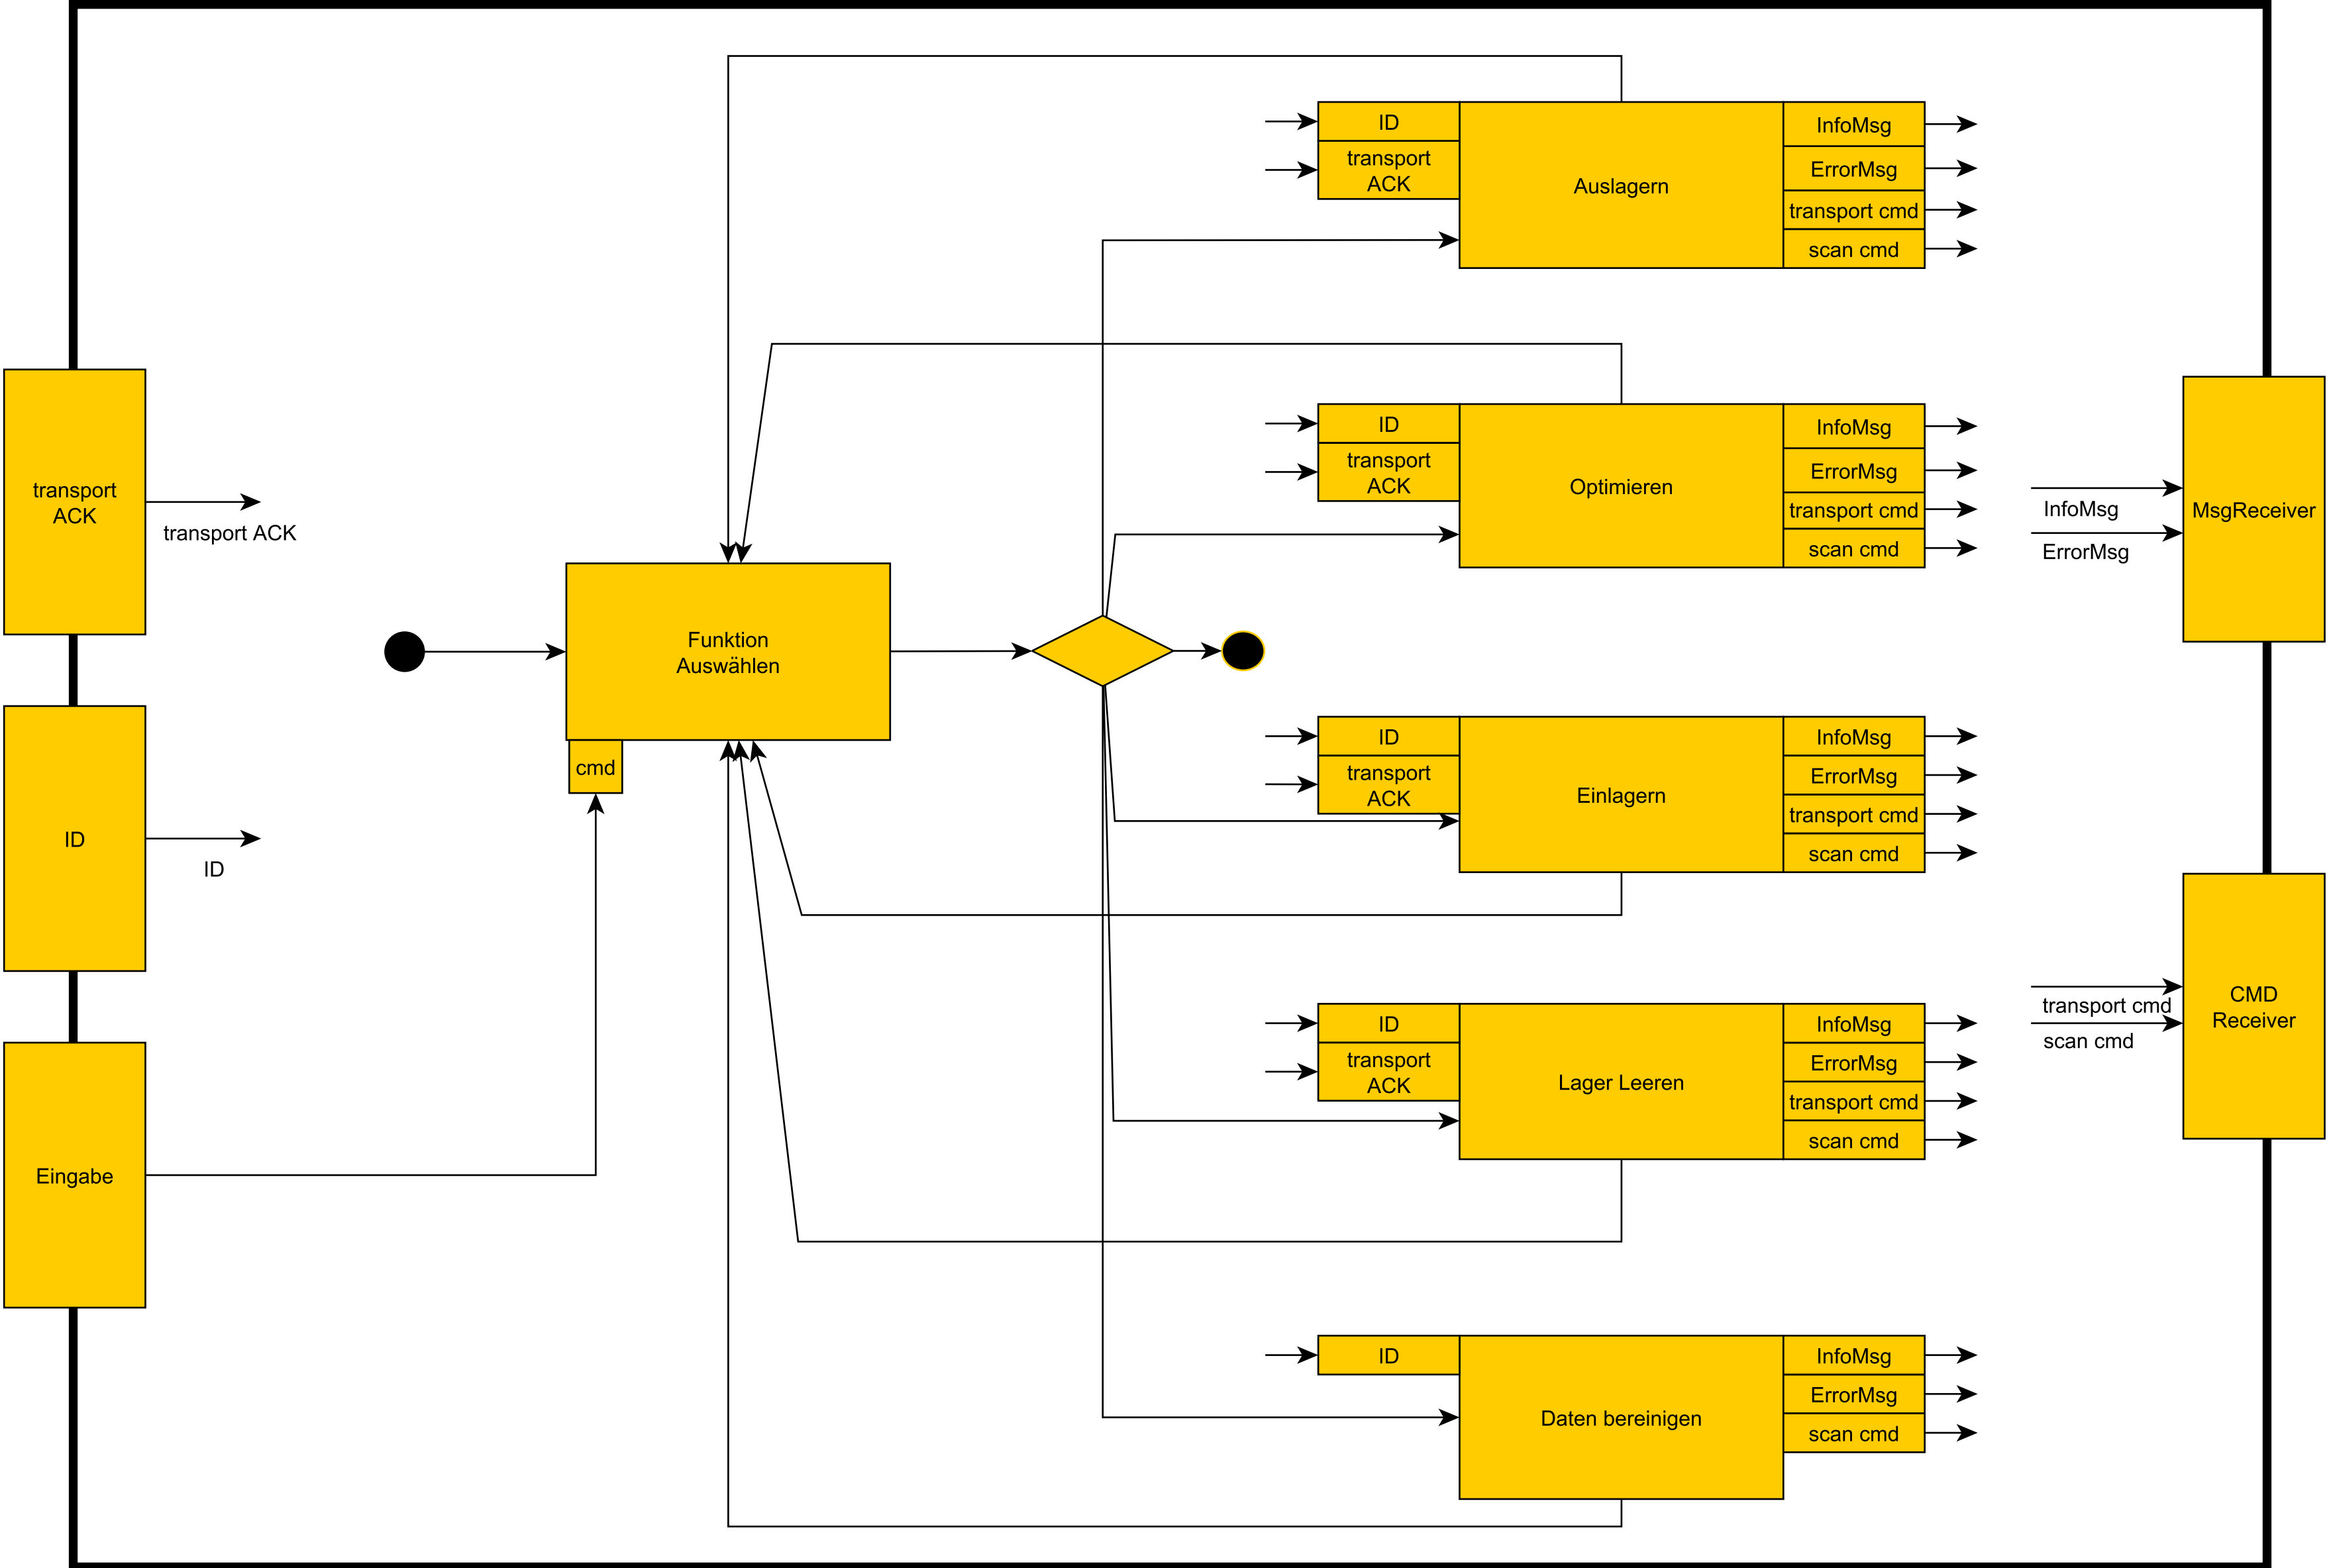 transport
ACK
transport ACK
ID
ID
Eingabe
Funktion
Auswählen
cmd
ID
transport
ACK
Auslagern
InfoMsg
ErrorMsg
transport cmd
scan cmd
ID
transport
ACK
Optimieren
InfoMsg
ErrorMsg
transport cmd
scan cmd
ID
transport
ACK
Einlagern
InfoMsg
ErrorMsg
transport cmd
scan cmd
ID
transport
ACK
Lager Leeren
InfoMsg
ErrorMsg
transport cmd
scan cmd
ID
Daten bereinigen
InfoMsg
ErrorMsg
scan cmd
InfoMsg
ErrorMsg
MsgReceiver
transport cmd
scan cmd
CMD
Receiver